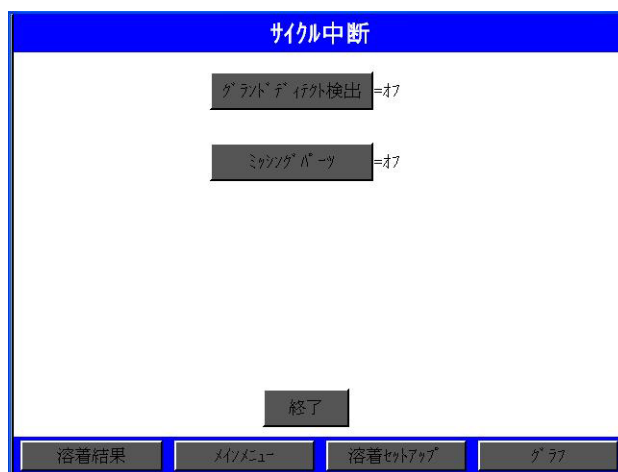 サイクル中断
グランドディテクト検出 =オフ
ミッシングパーツ =オフ
終了
溶着結果 メインメニュー 溶着セットアップ グラフ